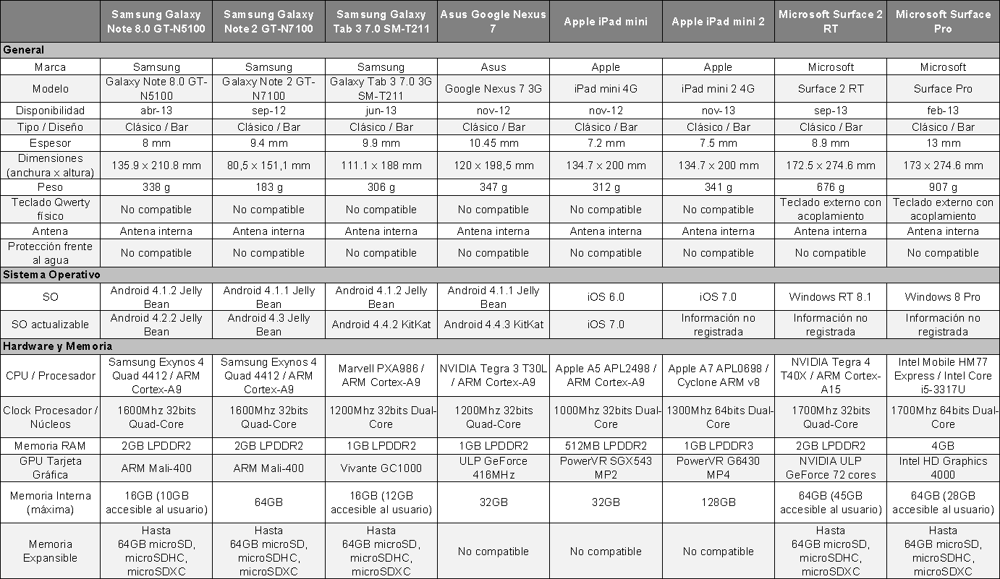 Samsung Galaxy Note 8.0 GT-N5100 Samsung Galaxy Note 2 GT-N7100 Samsung Galaxy Tab 3 7.0 SM-T211 Asus Google Nexus 7 Apple iPad mini Apple iPad mini 2 Microsoft Surface 2 RT Microsoft Surface Pro
General
Marca Samsung Samsung Samsung Asus Apple Apple Microsoft Microsoft
Modelo Galaxy Note 8.0 GT-N5100 Galaxy Note 2 GT-N7100 Galaxy Tab 3 7.0 3G SM-T211 Google Nexus 7 3G iPad mini 4G iPad mini 2 4G Surface 2 RT Surface Pro
Disponibilidad abr-13 sep-12 jun-13 nov-12 nov-12 nov-13 sep-13 feb-13
Tipo / Diseño Clásico / Bar Clásico / Bar Clásico / Bar Clásico / Bar Clásico / Bar Clásico / Bar Clásico / Bar Clásico / Bar
Espesor 8 mm 9.4 mm 9.9 mm 10.45 mm 7.2 mm 7.5 mm 8.9 mm 13 mm
Dimensiones (anchura x altura) 135.9 x 210.8 mm 80,5 x 151,1 mm 111.1 x 188 mm 120 x 198,5 mm 134.7 x 200 mm 134.7 x 200 mm 172.5 x 274.6 mm 173 x 274.6 mm
Peso 338 g 183 g 306 g 347 g 312 g 341 g 676 g 907 g
Teclado Qwerty físico No compatible No compatible No compatible No compatible No compatible No compatible Teclado externo con acoplamiento Teclado externo con acoplamiento
Antena Antena interna Antena interna Antena interna Antena interna Antena interna Antena interna Antena interna Antena interna
Protección frente al agua No compatible No compatible No compatible No compatible No compatible No compatible No compatible No compatible
Sistema Operativo
SO Android 4.1.2 Jelly Bean Android 4.1.1 Jelly Bean Android 4.1.2 Jelly Bean Android 4.1.1 Jelly Bean iOS 6.0 iOS 7.0 Windows RT 8.1 Windows 8 Pro
SO actualizable Android 4.2.2 Jelly Bean Android 4.3 Jelly Bean Android 4.4.2 KitKat Android 4.4.3 KitKat iOS 7.0 Información no registrada Información no registrada Información no registrada
Hardware y Memoria
CPU / Procesador Samsung Exynos 4 Quad 4412 / ARM Cortex-A9 Samsung Exynos 4 Quad 4412 / ARM Cortex-A9 Marvell PXA986 / ARM Cortex-A9 NVIDIA Tegra 3 T30L / ARM Cortex-A9 Apple A5 APL2498 / ARM Cortex-A9 Apple A7 APL0698 / Cyclone ARM v8 NVIDIA Tegra 4 T40X / ARM Cortex-A15 Intel Mobile HM77 Express / Intel Core i5-3317U
Clock Procesador / Núcleos 1600Mhz 32bits Quad-Core 1600Mhz 32bits Quad-Core 1200Mhz 32bits Dual-Core 1200Mhz 32bits Quad-Core 1000Mhz 32bits Dual-Core 1300Mhz 64bits Dual-Core 1700Mhz 32bits Quad-Core 1700Mhz 64bits Dual-Core
Memoria RAM 2GB LPDDR2 2GB LPDDR2 1GB LPDDR2 1GB LPDDR2 512MB LPDDR2 1GB LPDDR3 2GB LPDDR2 4GB
GPU Tarjeta Gráfica ARM Mali-400 ARM Mali-400 Vivante GC1000 ULP GeForce 416MHz PowerVR SGX543 MP2 PowerVR G6430 MP4 NVIDIA ULP GeForce 72 cores Intel HD Graphics 4000
Memoria Interna (máxima) 16GB (10GB accesible al usuario) 64GB 16GB (12GB accesible al usuario) 32GB 32GB 128GB 64GB (45GB accesible al usuario) 64GB (28GB accesible al usuario)
Memoria Expansible Hasta 64GB microSD, microSDHC, microSDXC Hasta 64GB microSD, microSDHC, microSDXC Hasta 64GB microSD, microSDHC, microSDXC No compatible No compatible No compatible Hasta 64GB microSD, microSDHC, microSDXC Hasta 64GB microSD, microSDHC, microSDXC